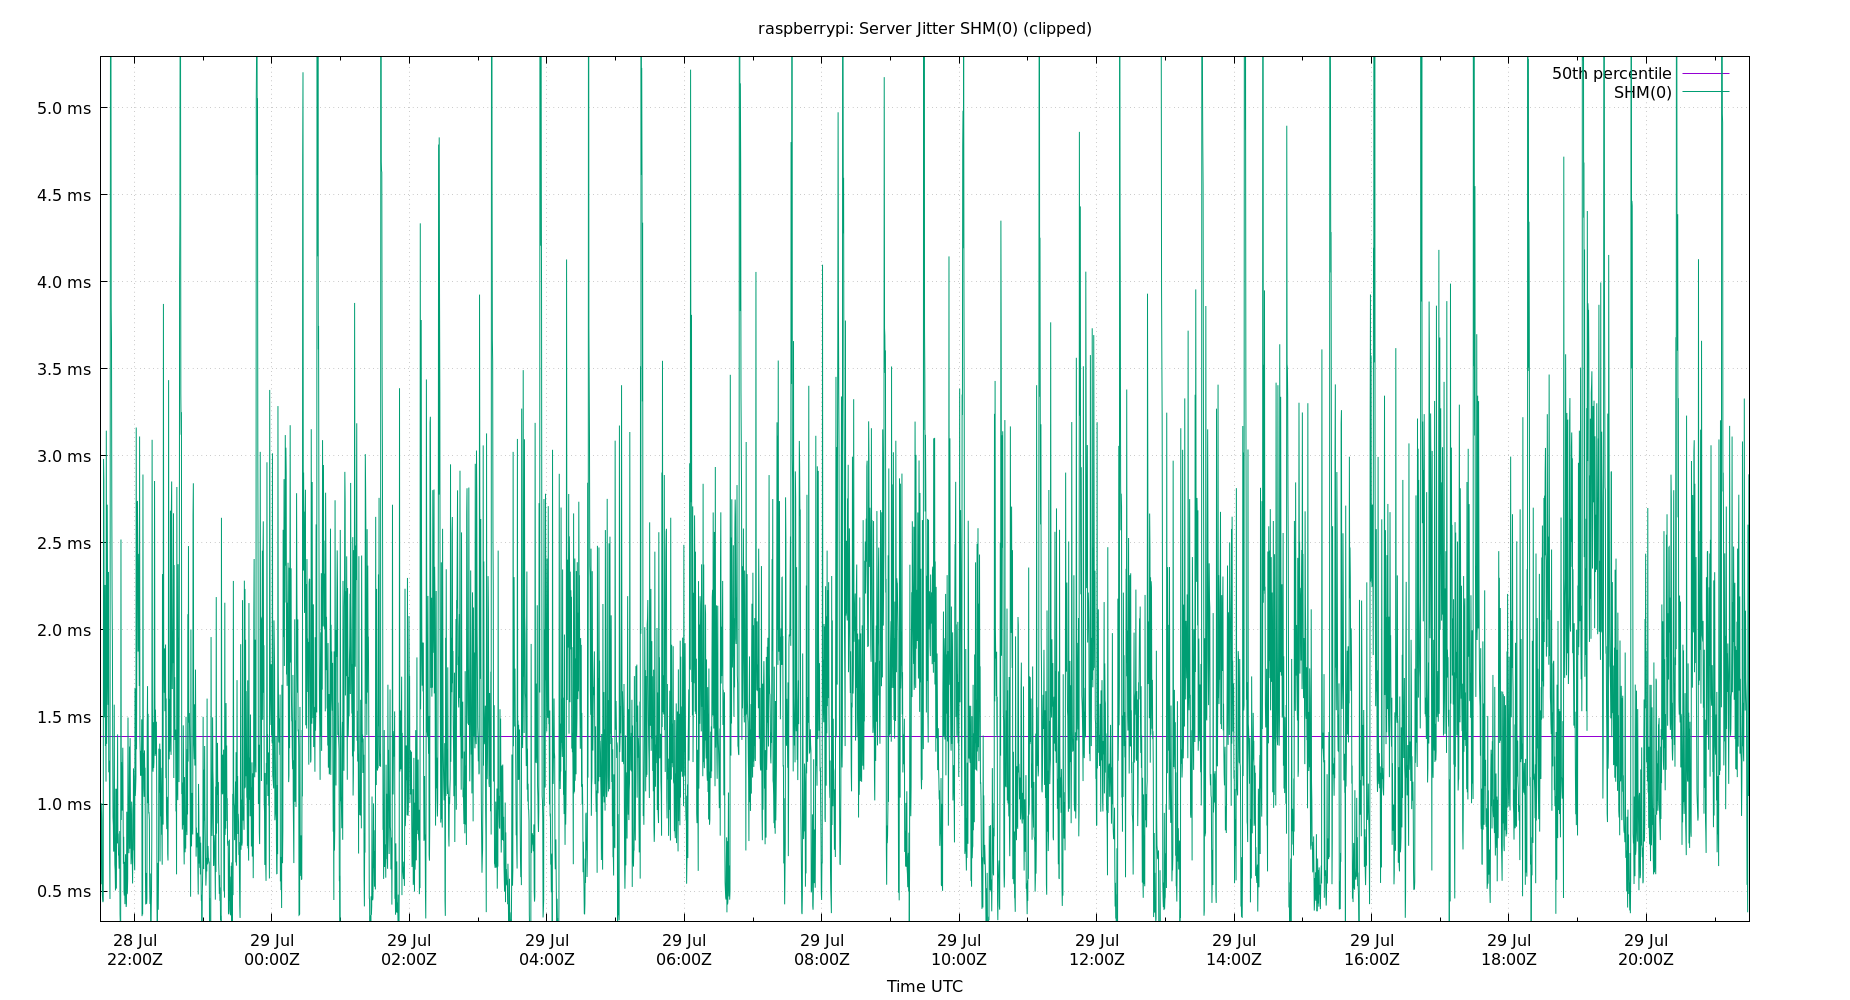 raspberrypi: Server Jitter SHM(0) (clipped)
50th percentile
SHM(0)
5.0 ms
4.5 ms
4.0 ms
3.5 ms
3.0 ms
2.5 ms
2.0 ms
1.5 ms
1.0 ms
0.5 ms
28 Jul 29 Jul 29 Jul 29 Jul 29 Jul 29 Jul 29 Jul 29 Jul 29 Jul 29 Jul 29 Jul 29 Jul
22:00Z 00:00Z 02:00Z 04:00Z 06:00Z 08:00Z 10:00Z 12:00Z 14:00Z 16:00Z 18:00Z 20:00Z
Time UTC